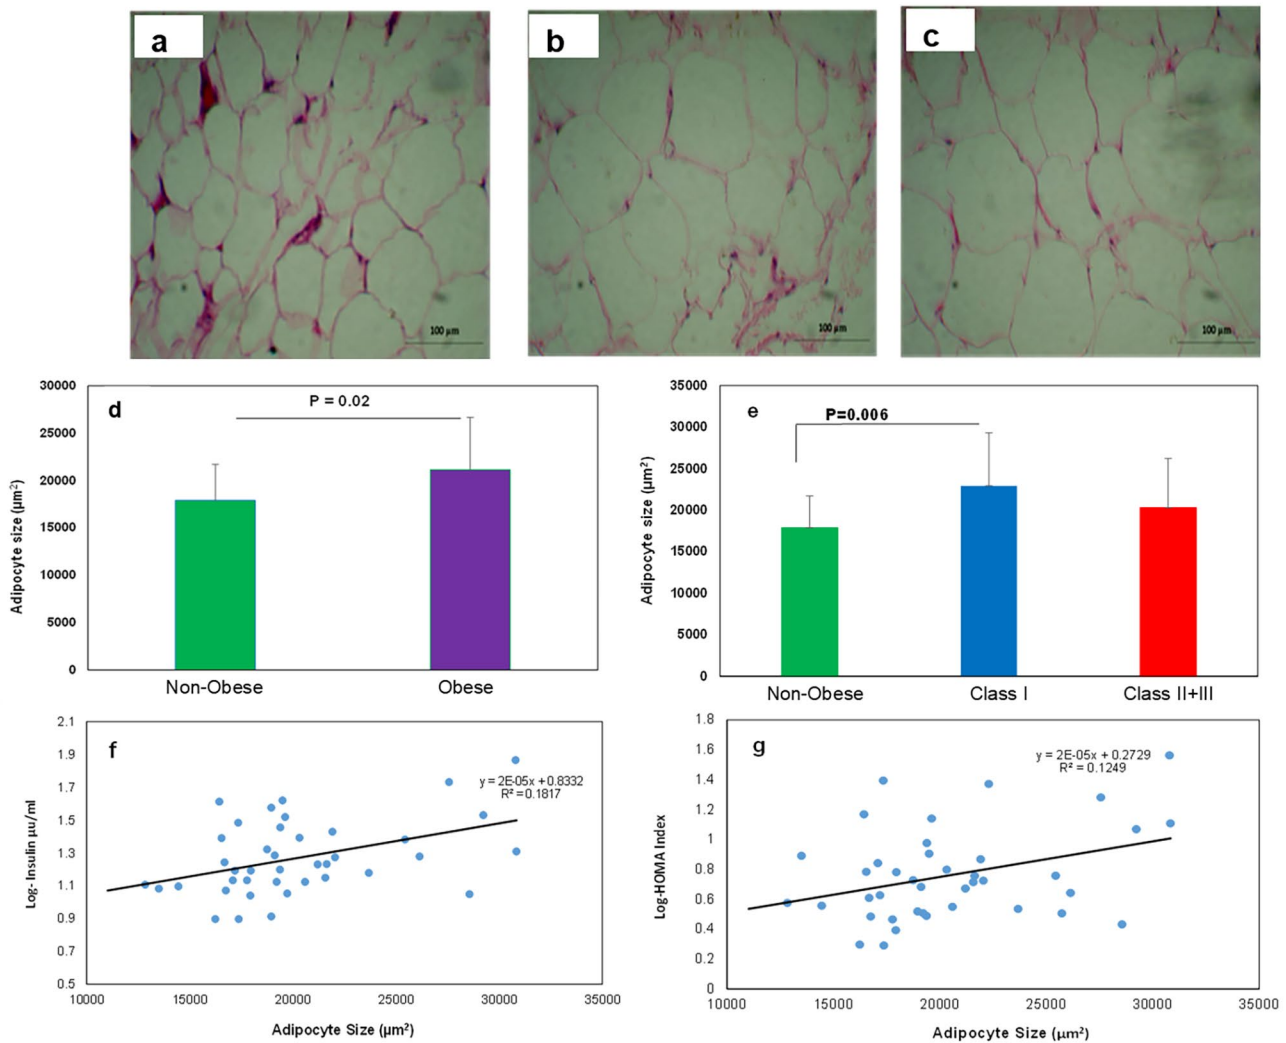 a
b
c
100 µm
100 µm
100 µm
d
P = 0.02
30000
25000
20000
15000
10000
5000
0
Adipocyte size (µm²)
Non-Obese
Obese
e
P=0.006
35000
30000
25000
20000
15000
10000
5000
0
Adipocyte size (µm²)
Non-Obese
Class I
Class II+III
f
y = 2E-05x + 0.8332
R² = 0.1817
2.1
1.9
1.7
1.5
1.3
1.1
0.9
0.7
0.5
Log- Insulin µu/ml
10000
15000
20000
25000
30000
35000
Adipocyte Size (µm²)
g
y = 2E-05x + 0.2729
R² = 0.1249
1.8
1.6
1.4
1.2
1
0.8
0.6
0.4
0.2
0
Log-HOMA Index
10000
15000
20000
25000
30000
35000
Adipocyte Size (µm²)